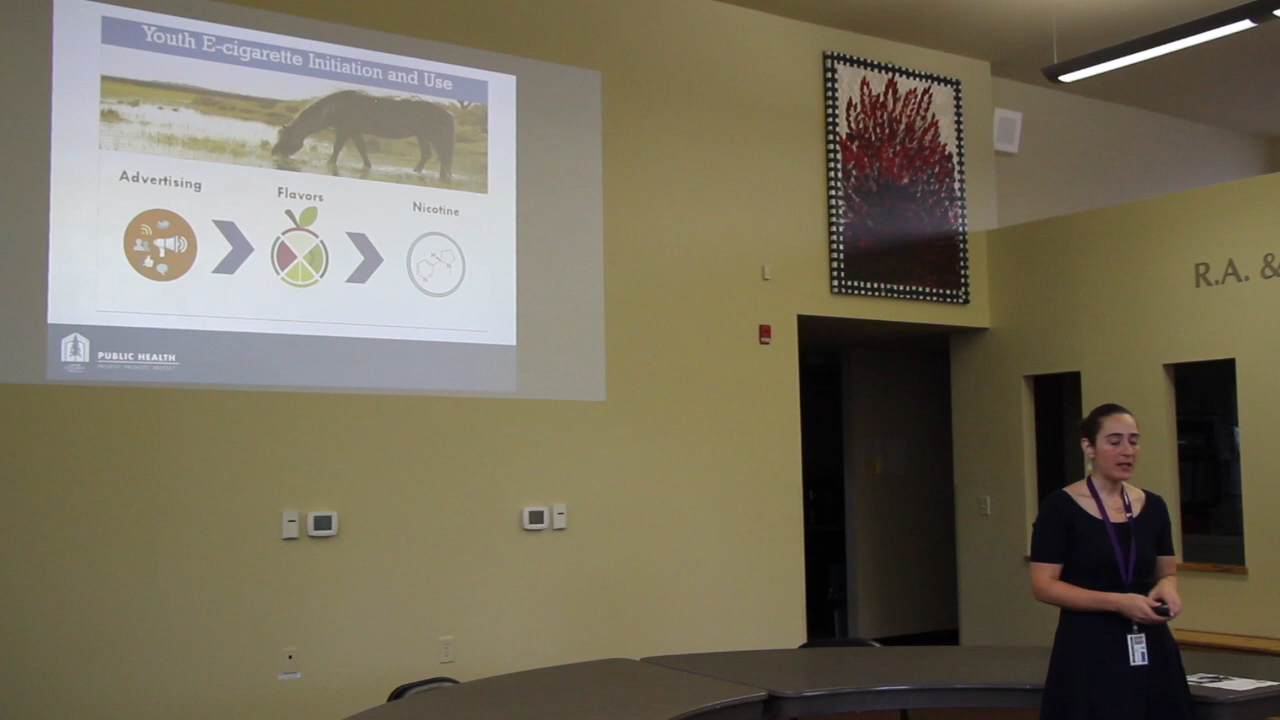 Youth E-cigarette Initiation and Use
Advertising
Flavors
Nicotine
N
H
N
PUBLIC HEALTH
R.A. &